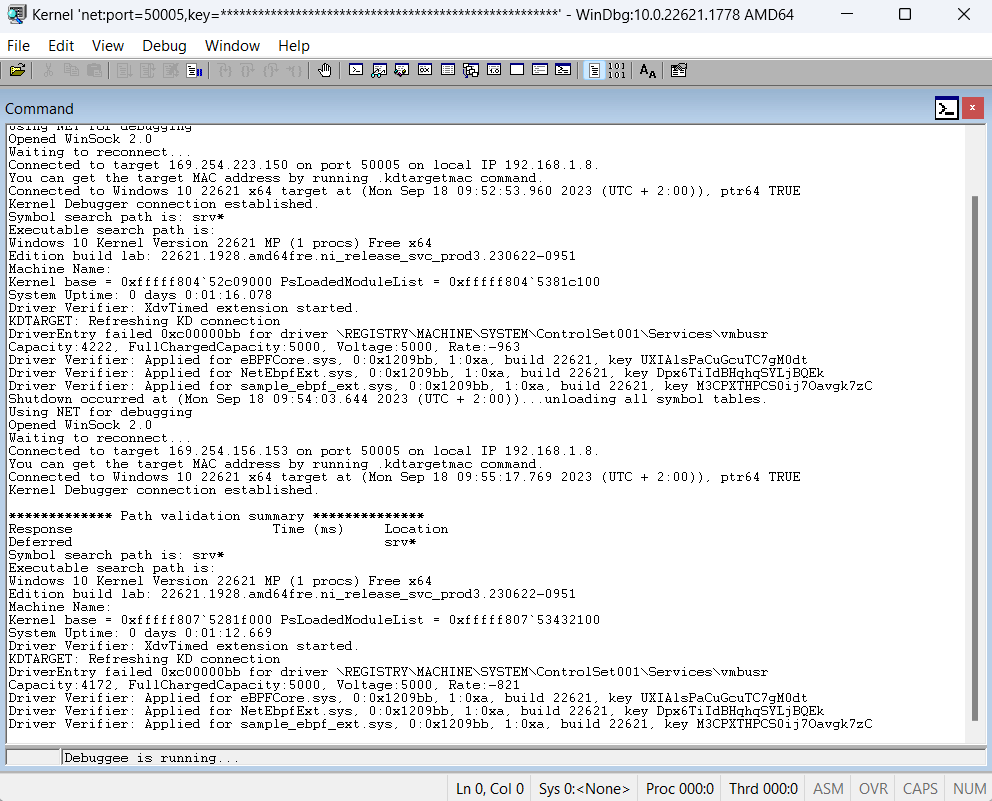 Kernel 'net:port=50005,key=******************************************************' - WinDbg:10.0.22621.1778 AMD64
File Edit View Debug Window Help
Command
Using NET for debugging
Opened WinSock 2.0
Waiting to reconnect...
Connected to target 169.254.223.150 on port 50005 on local IP 192.168.1.8.
You can get the target MAC address by running .kdtargetmac command.
Connected to Windows 10 22621 x64 target at (Mon Sep 18 09:52:53.960 2023 (UTC + 2:00)), ptr64 TRUE
Kernel Debugger connection established.
Symbol search path is: srv*
Executable search path is:
Windows 10 Kernel Version 22621 MP (1 procs) Free x64
Edition build lab: 22621.1928.amd64fre.ni_release_svc_prod3.230622-0951
Machine Name:
Kernel base = 0xfffff804`52c09000 PsLoadedModuleList = 0xfffff804`5381c100
System Uptime: 0 days 0:01:16.078
Driver Verifier: XdvTimed extension started.
KDTARGET: Refreshing KD connection
DriverEntry failed 0xc00000bb for driver \REGISTRY\MACHINE\SYSTEM\ControlSet001\Services\vmbusr
Capacity:4222, FullChargedCapacity:5000, Voltage:5000, Rate:-963
Driver Verifier: Applied for eBPFCore.sys, 0:0x1209bb, 1:0xa, build 22621, key UXIAlsPaCuGcuTC7gM0dt
Driver Verifier: Applied for NetEbpfExt.sys, 0:0x1209bb, 1:0xa, build 22621, key Dpx6TiIdBHqhqSYLjBQEk
Driver Verifier: Applied for sample_ebpf_ext.sys, 0:0x1209bb, 1:0xa, build 22621, key M3CPXTHPCS0ij7Oavgk7zC
Shutdown occurred at (Mon Sep 18 09:54:03.644 2023 (UTC + 2:00))...unloading all symbol tables.
Using NET for debugging
Opened WinSock 2.0
Waiting to reconnect...
Connected to target 169.254.156.153 on port 50005 on local IP 192.168.1.8.
You can get the target MAC address by running .kdtargetmac command.
Connected to Windows 10 22621 x64 target at (Mon Sep 18 09:55:17.769 2023 (UTC + 2:00)), ptr64 TRUE
Kernel Debugger connection established.
************* Path validation summary **************
Response Time (ms) Location
Deferred srv*
Symbol search path is: srv*
Executable search path is:
Windows 10 Kernel Version 22621 MP (1 procs) Free x64
Edition build lab: 22621.1928.amd64fre.ni_release_svc_prod3.230622-0951
Machine Name:
Kernel base = 0xfffff807`5281f000 PsLoadedModuleList = 0xfffff807`53432100
System Uptime: 0 days 0:01:12.669
Driver Verifier: XdvTimed extension started.
KDTARGET: Refreshing KD connection
DriverEntry failed 0xc00000bb for driver \REGISTRY\MACHINE\SYSTEM\ControlSet001\Services\vmbusr
Capacity:4172, FullChargedCapacity:5000, Voltage:5000, Rate:-821
Driver Verifier: Applied for eBPFCore.sys, 0:0x1209bb, 1:0xa, build 22621, key UXIAlsPaCuGcuTC7gM0dt
Driver Verifier: Applied for NetEbpfExt.sys, 0:0x1209bb, 1:0xa, build 22621, key Dpx6TiIdBHqhqSYLjBQEk
Driver Verifier: Applied for sample_ebpf_ext.sys, 0:0x1209bb, 1:0xa, build 22621, key M3CPXTHPCS0ij7Oavgk7zC
Debuggee is running...
Ln 0, Col 0 Sys 0:<None> Proc 000:0 Thrd 000:0 ASM OVR CAPS NUM